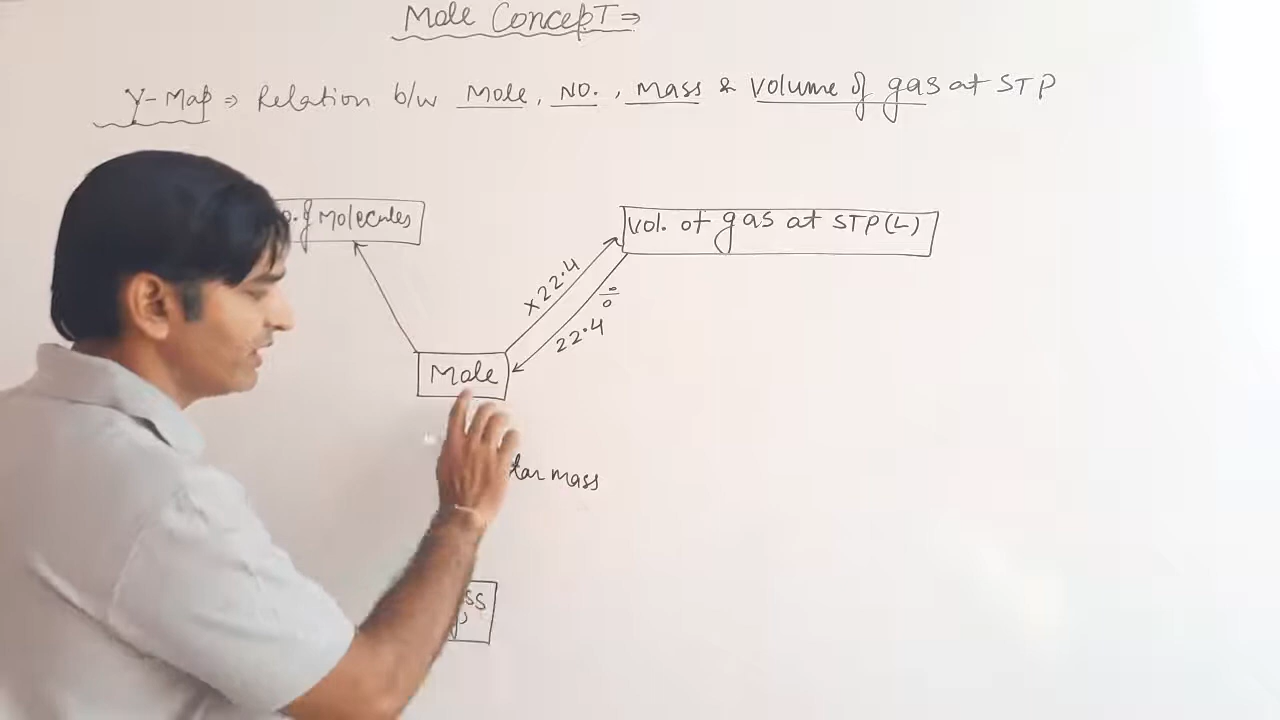 Mole Concept ⇒
Y-Map ⇒ Relation b/w Mole, NO., Mass & Volume of gas at STP
of Molecules
Vol. of gas at STP(L)
×22.4
÷
22.4
Mole
mass